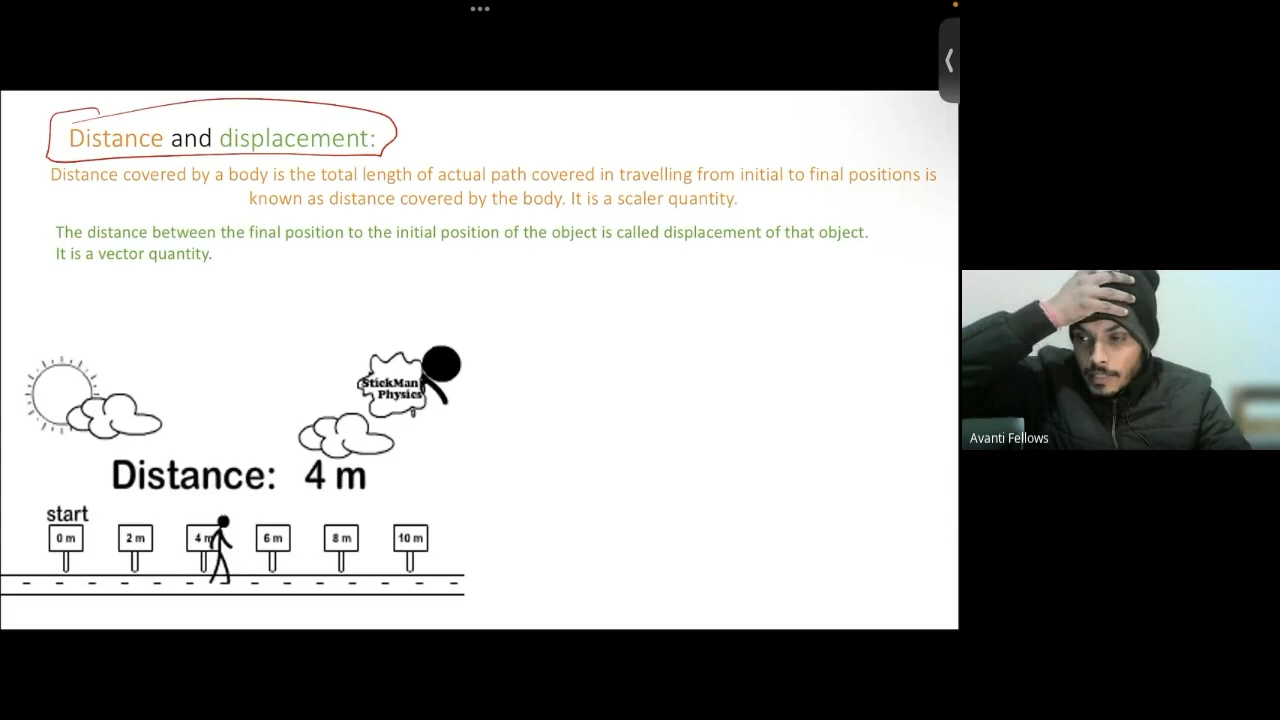 Distance and displacement:
Distance covered by a body is the total length of actual path covered in travelling from initial to final positions is
known as distance covered by the body. It is a scaler quantity.
The distance between the final position to the initial position of the object is called displacement of that object.
It is a vector quantity.
StickMan
Physics
Distance: 4 m
start
0 m 2 m 4 m 6 m 8 m 10 m
Avanti Fellows